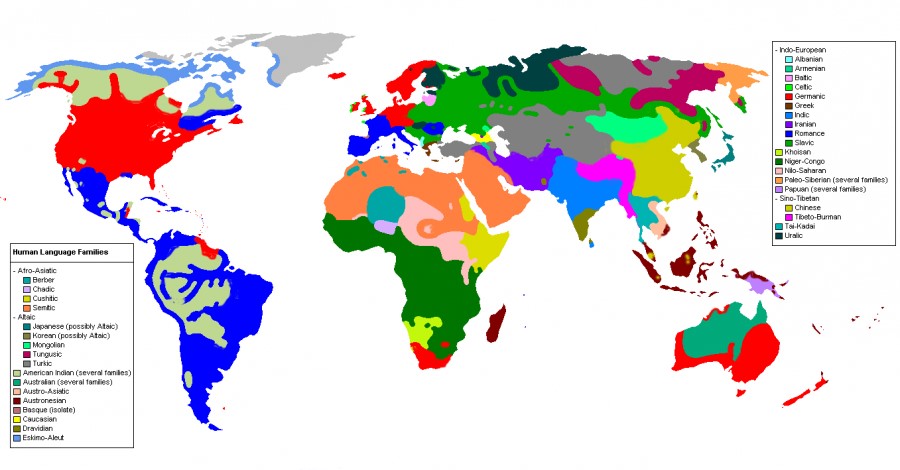 Human Language Families
- Afro-Asiatic
Berber
Chadic
Cushitic
Semitic
- Altaic
Japanese (possibly Altaic)
Korean (possibly Altaic)
Mongolian
Tungusic
Turkic
American Indian (several families)
Australian (several families)
Austro-Asiatic
Austronesian
Basque (isolate)
Caucasian
Dravidian
Eskimo-Aleut
- Indo-European
Albanian
Armenian
Baltic
Celtic
Germanic
Greek
Indic
Iranian
Romance
Slavic
Khoisan
Niger-Congo
Nilo-Saharan
Paleo-Siberian (several families)
Papuan (several families)
- Sino-Tibetan
Chinese
Tibeto-Burman
Tai-Kadai
Uralic